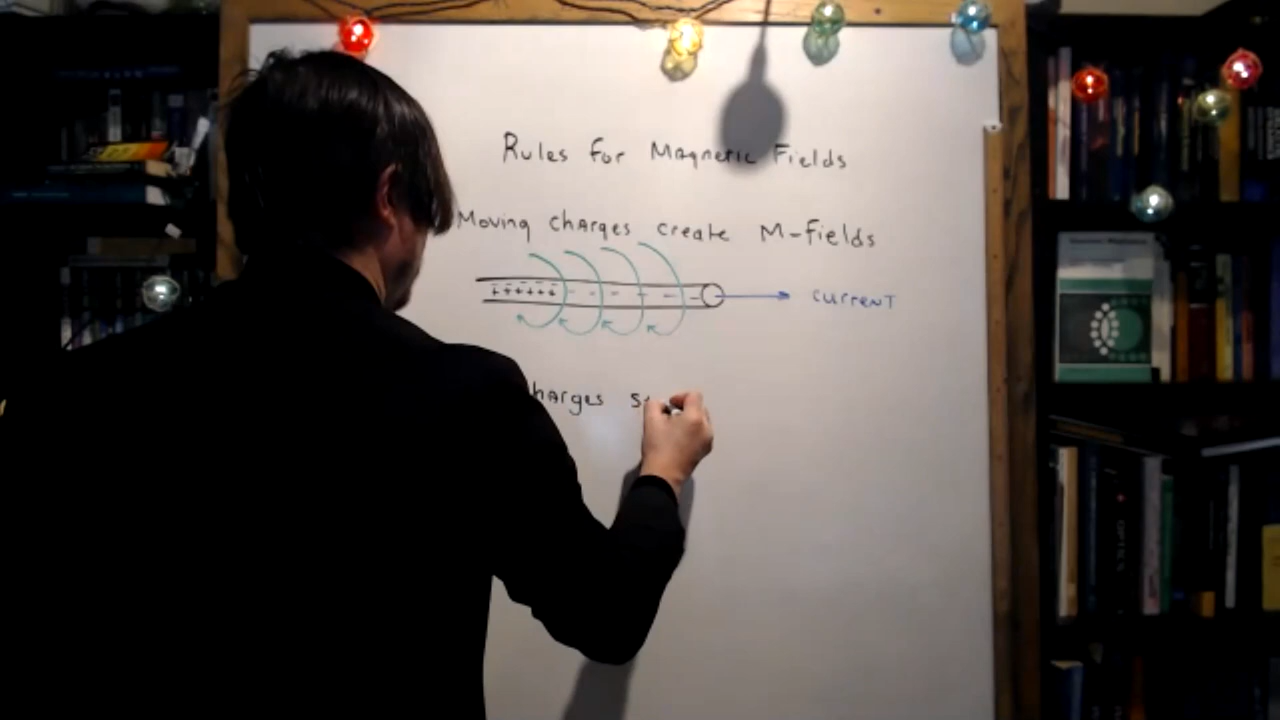 Rules for Magnetic Fields
Moving charges create M-fields
++++++ - - - - - -
current
harges s